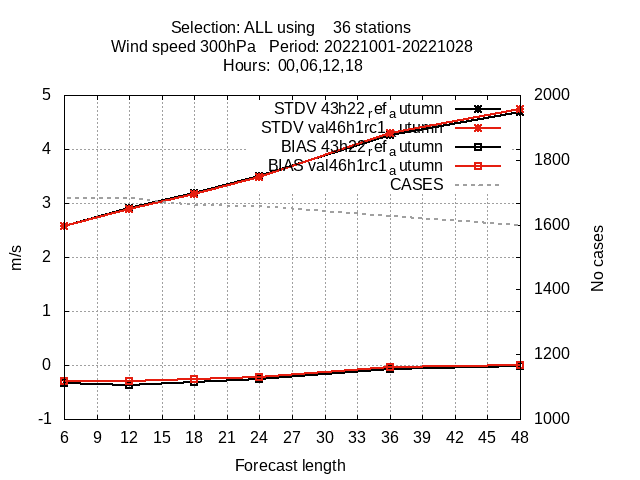 Selection: ALL using 36 stations
Wind speed 300hPa Period: 20221001-20221028
Hours: 00,06,12,18
5
4
3
2
1
0
-1
m/s
2000
1800
1600
1400
1200
1000
No cases
STDV 43h22_ref_autumn
STDV val46h1rc1_autumn
BIAS 43h22_ref_autumn
BIAS val46h1rc1_autumn
CASES
6 9 12 15 18 21 24 27 30 33 36 39 42 45 48
Forecast length